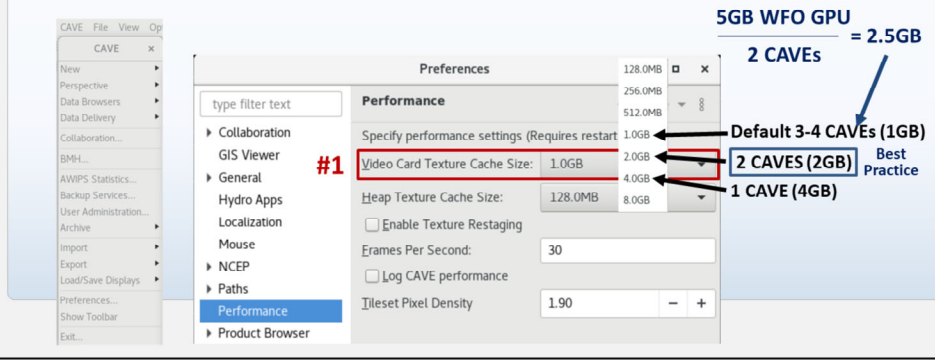 5GB WFO GPU
2 CAVEs
= 2.5GB
CAVE File View Op
CAVE ×
New
Perspective
Data Browsers
Data Delivery
Collaboration...
BMH...
AWIPS Statistics...
Backup Services...
User Administration...
Archive
Import
Export
Load/Save Displays
Preferences...
Show Toolbar
Exit...
Preferences
type filter text
Collaboration
GIS Viewer
General
Hydro Apps
Localization
Mouse
NCEP
Paths
Performance
Product Browser
#1
Performance
Specify performance settings (Requires restart
Video Card Texture Cache Size: 1.0GB
Heap Texture Cache Size: 128.0MB
Enable Texture Restaging
Frames Per Second: 30
Log CAVE performance
Tileset Pixel Density 1.90 − +
128.0MB
256.0MB
512.0MB
1.0GB
2.0GB
4.0GB
8.0GB
Default 3-4 CAVEs (1GB)
2 CAVES (2GB)
Best
Practice
1 CAVE (4GB)